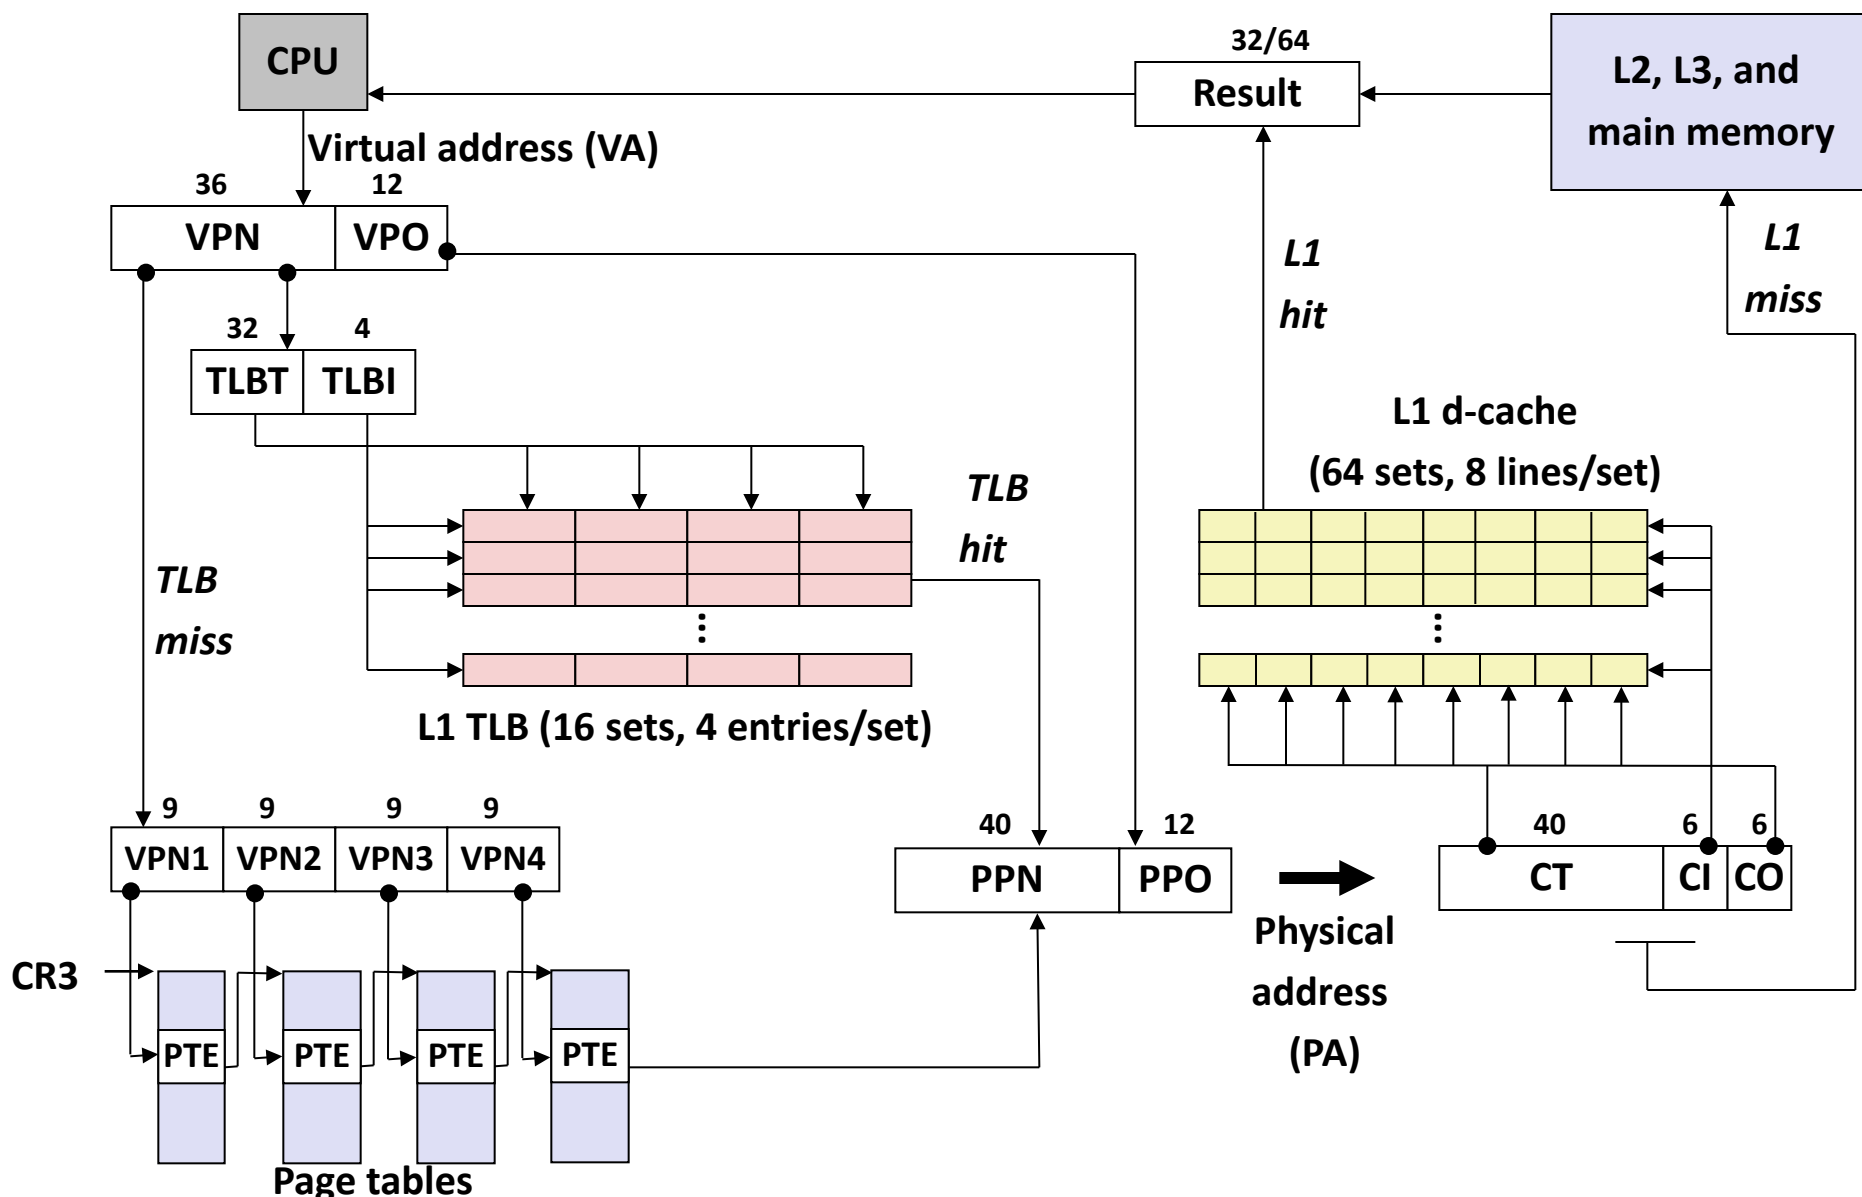 CPU
32/64
Result
L2, L3, and
main memory
Virtual address (VA)
36
12
VPN
VPO
L1
hit
L1
miss
32
4
TLBT
TLBI
L1 d-cache
(64 sets, 8 lines/set)
TLB
hit
TLB
miss
...
...
L1 TLB (16 sets, 4 entries/set)
9
9
9
9
VPN1
VPN2
VPN3
VPN4
40
12
PPN
PPO
40
6
6
CT
CI
CO
Physical
address
(PA)
CR3
PTE
PTE
PTE
PTE
Page tables